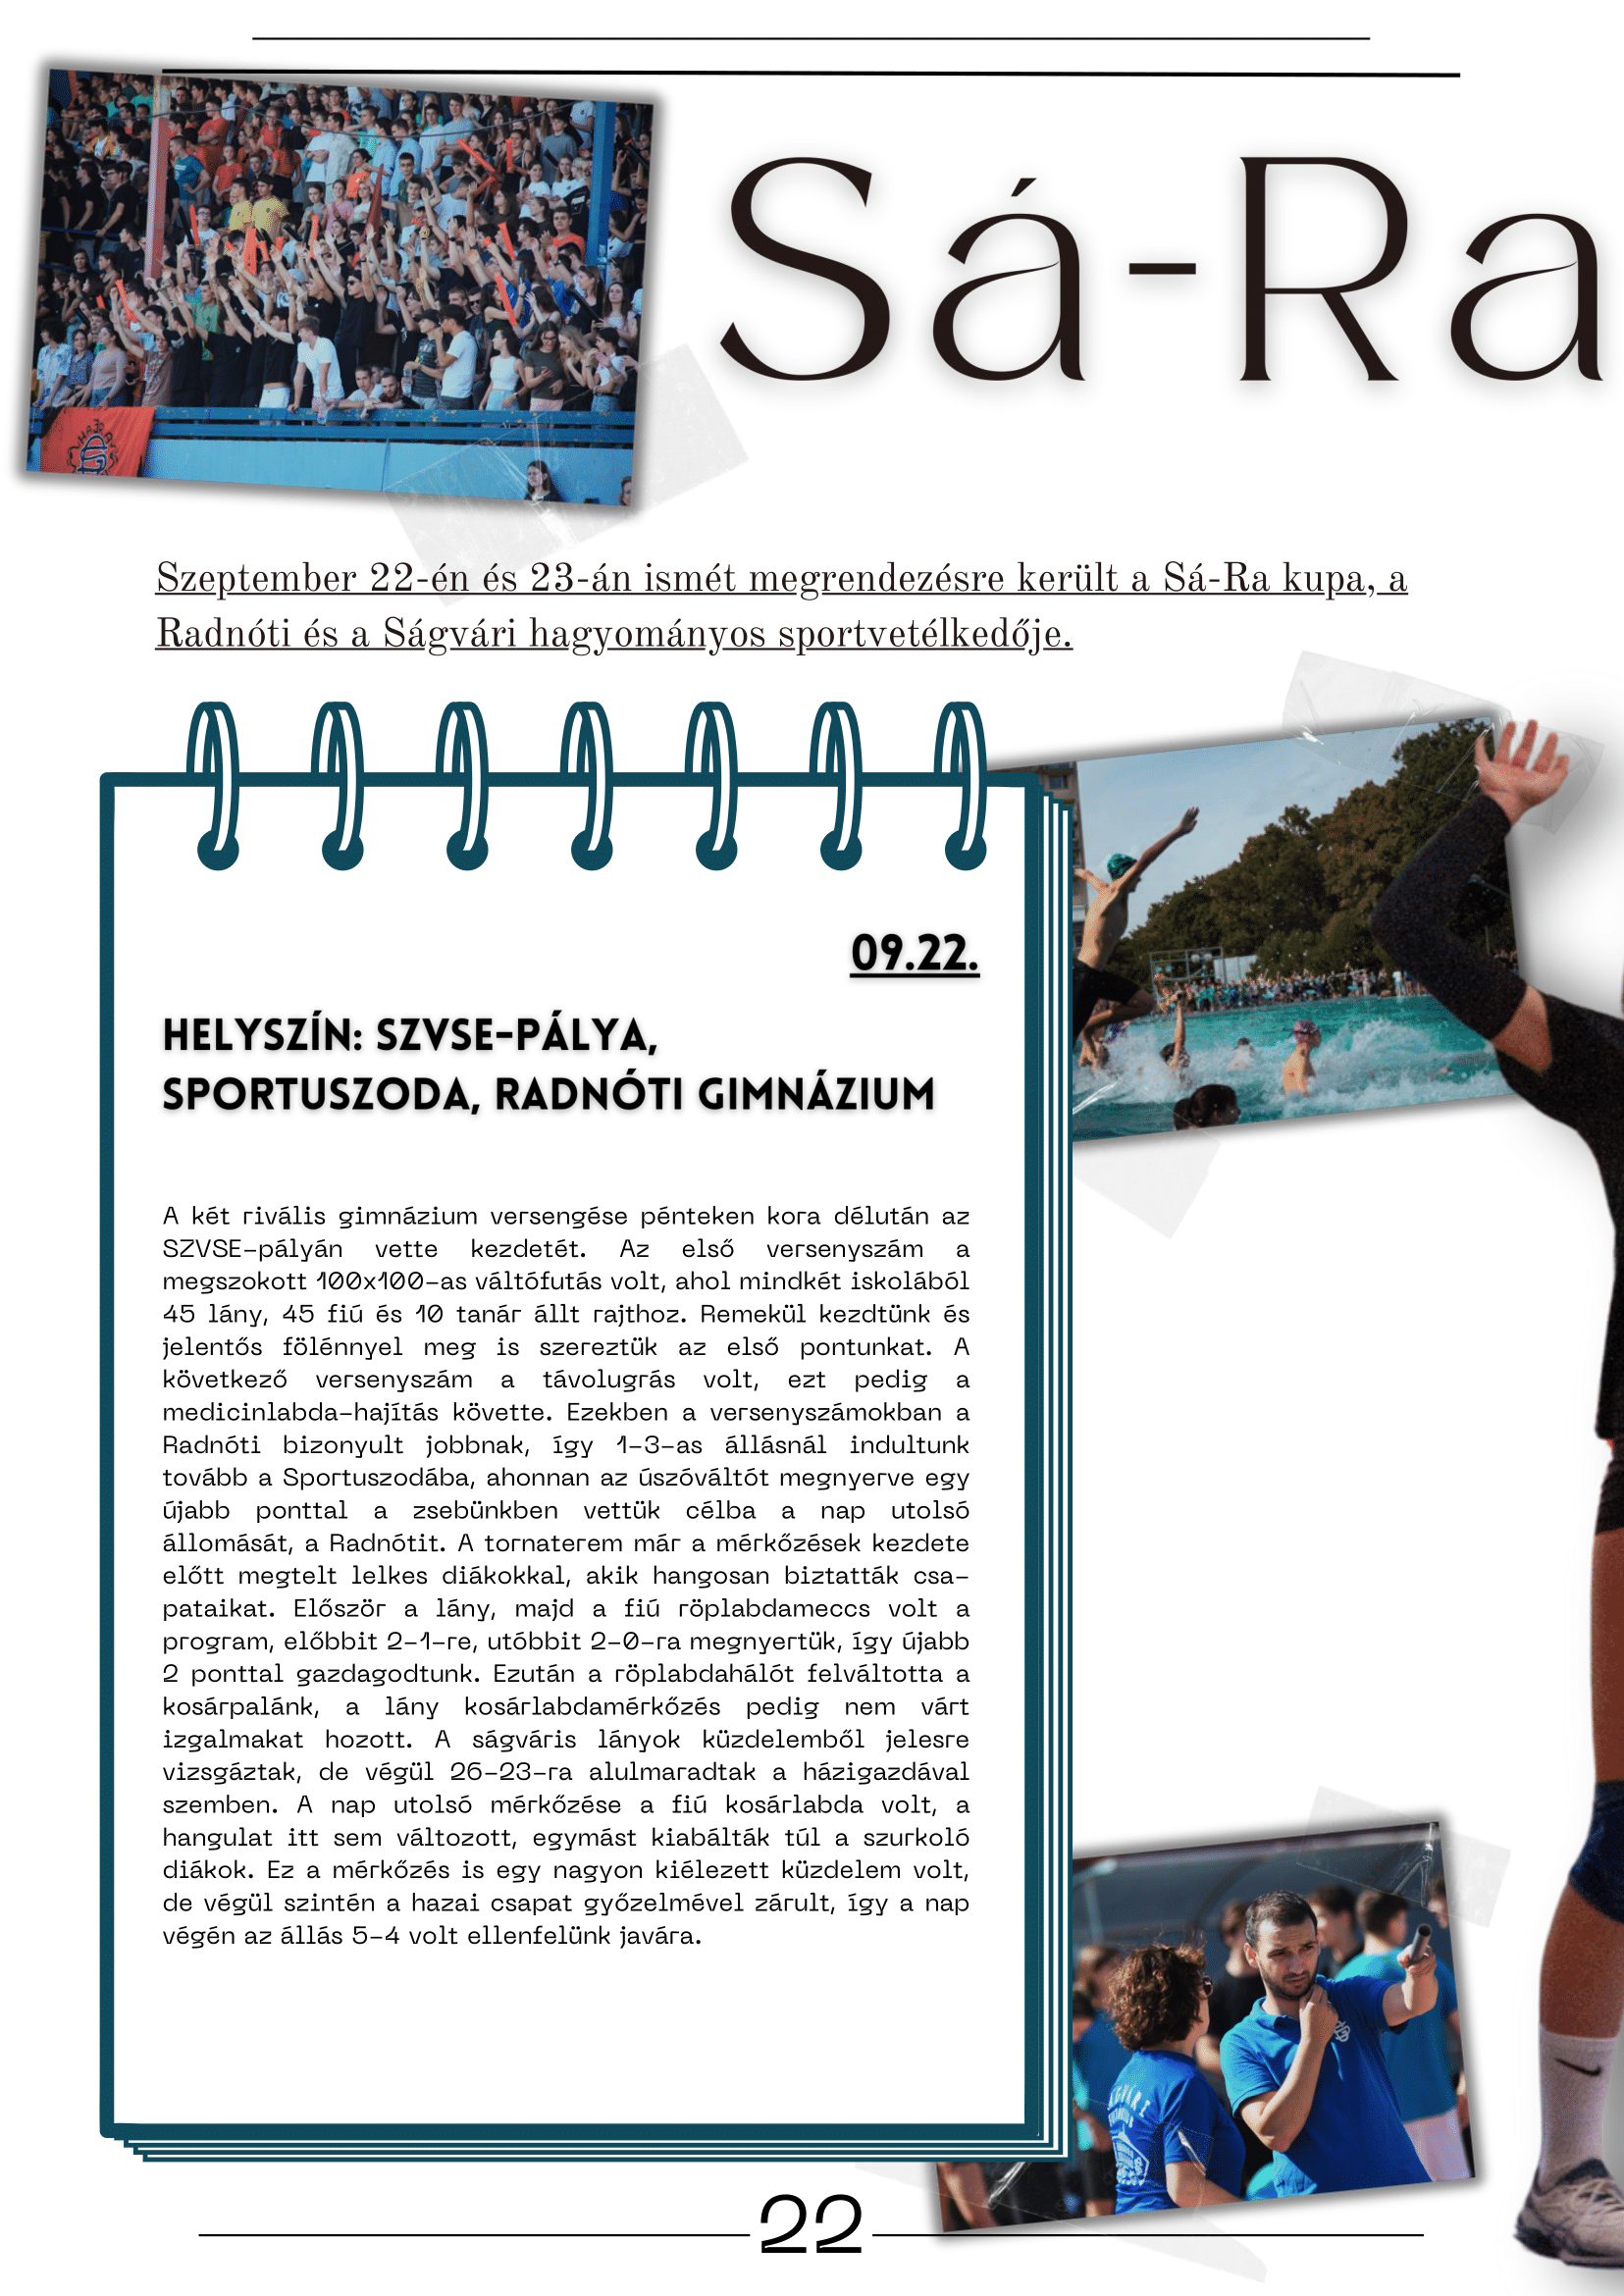 Sá-Ra
Szeptember 22-én és 23-án ismét megrendezésre került a Sá-Ra kupa, a
Radnóti és a Ságvári hagyományos sportvetélkedője.
09.22.
HELYSZÍN: SZVSE-PÁLYA,
SPORTUSZODA, RADNÓTI GIMNÁZIUM
A két rivális gimnázium versengése pénteken kora délután az
SZVSE-pályán vette kezdetét. Az első versenyszám a
megszokott 100x100-as váltófutás volt, ahol mindkét iskolából
45 lány, 45 fiú és 10 tanár állt rajthoz. Remekül kezdtünk és
jelentős fölénnyel meg is szereztük az első pontunkat. A
következő versenyszám a távolugrás volt, ezt pedig a
medicinlabda-hajítás követte. Ezekben a versenyszámokban a
Radnóti bizonyult jobbnak, így 1-3-as állásnál indultunk
tovább a Sportuszodába, ahonnan az úszóváltót megnyerve egy
újabb ponttal a zsebünkben vettük célba a nap utolsó
állomását, a Radnótit. A tornaterem már a mérkőzések kezdete
előtt megtelt lelkes diákokkal, akik hangosan biztatták csa-
pataikat. Először a lány, majd a fiú röplabdameccs volt a
program, előbbit 2-1-re, utóbbit 2-0-ra megnyertük, így újabb
2 ponttal gazdagodtunk. Ezután a röplabdahálót felváltotta a
kosárpalánk, a lány kosárlabdamérkőzés pedig nem várt
izgalmakat hozott. A ságváris lányok küzdelemből jelesre
vizsgáztak, de végül 26-23-ra alulmaradtak a házigazdával
szemben. A nap utolsó mérkőzése a fiú kosárlabda volt, a
hangulat itt sem változott, egymást kiabálták túl a szurkoló
diákok. Ez a mérkőzés is egy nagyon kiélezett küzdelem volt,
de végül szintén a hazai csapat győzelmével zárult, így a nap
végén az állás 5-4 volt ellenfelünk javára.
22